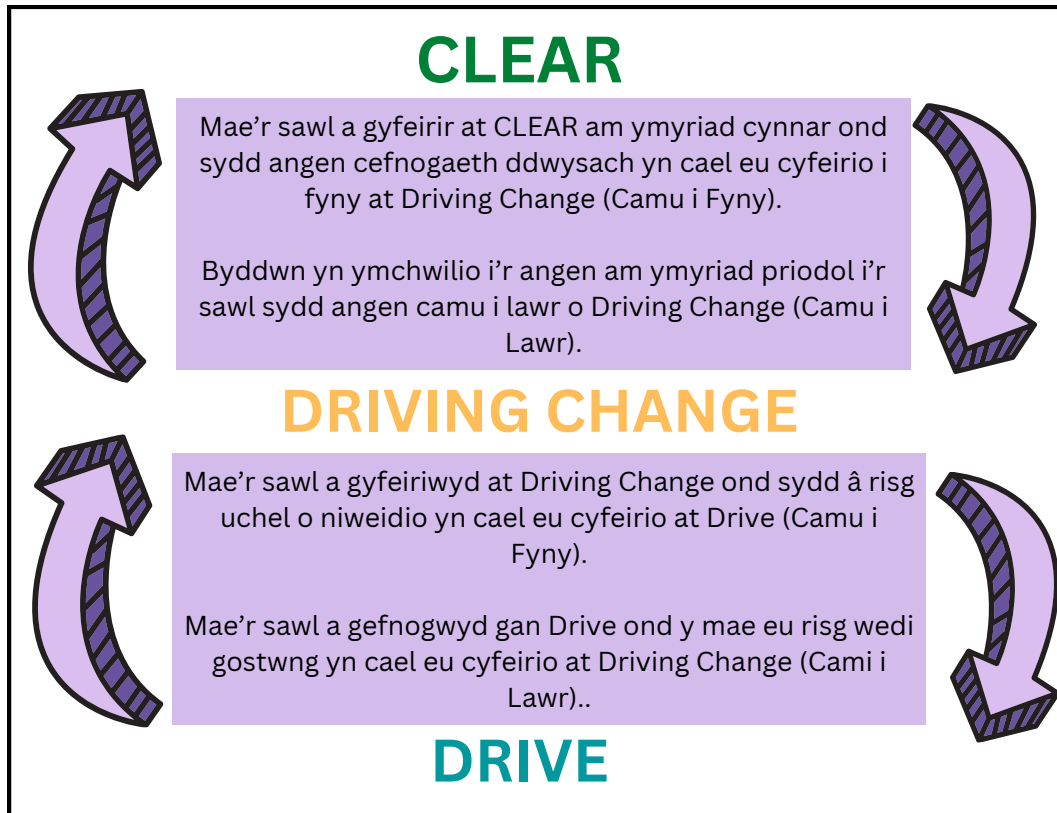 CLEAR
Mae'r sawl a gyfeirir at CLEAR am ymyriad cynnar ond
sydd angen cefnogaeth ddwysach yn cael eu cyfeirio i
fyny at Driving Change (Camu i Fyny).
Byddwn yn ymchwilio i'r angen am ymyriad priodol i'r
sawl sydd angen camu i lawr o Driving Change (Camu i
Lawr).
DRIVING CHANGE
Mae'r sawl a gyfeiriwyd at Driving Change ond sydd â risg
uchel o niweidio yn cael eu cyfeirio at Drive (Camu i
Fyny).
Mae'r sawl a gefnogwyd gan Drive ond y mae eu risg wedi
gostwng yn cael eu cyfeirio at Driving Change (Cami i
Lawr)..
DRIVE